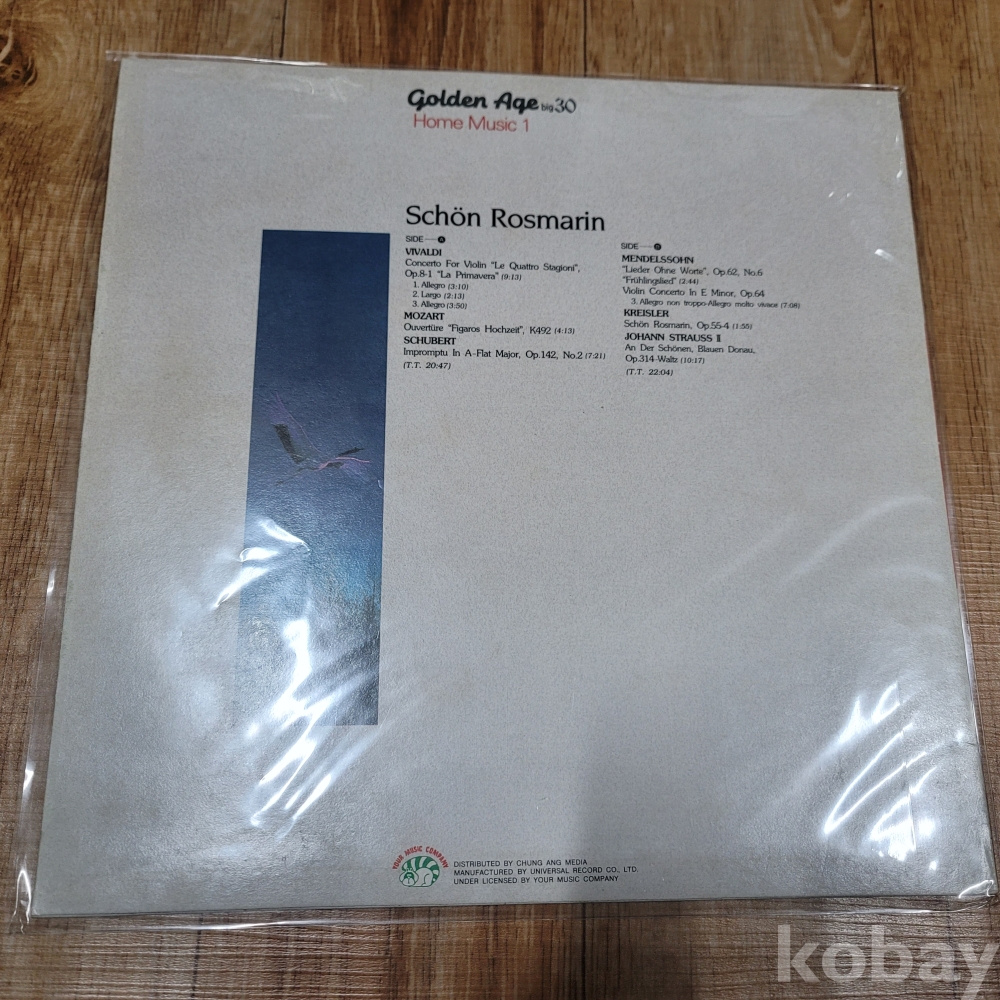 Golden Age big 30
Home Music 1
Schön Rosmarin
SIDE—A
VIVALDI
Concerto For Violin "Le Quattro Stagioni",
Op.8-1 "La Primavera" (9:13)
1. Allegro (3:10)
2. Largo (2:13)
3. Allegro (3:50)
MOZART
Ouvertüre "Figaros Hochzeit", K492 (4:13)
SCHUBERT
Impromptu In A-Flat Major, Op.142, No.2 (7:21)
(T.T. 20:47)
SIDE—B
MENDELSSOHN
"Lieder Ohne Worte", Op.62, No.6
"Frühlingslied" (2:44)
Violin Concerto In E Minor, Op.64
3. Allegro non troppo-Allegro molto vivace (7:08)
KREISLER
Schön Rosmarin, Op.55-4 (1:55)
JOHANN STRAUSS II
An Der Schönen, Blauen Donau,
Op.314-Waltz (10:17)
(T.T. 22:04)
YOUR MUSIC COMPANY
DISTRIBUTED BY CHUNG ANG MEDIA
MANUFACTURED BY UNIVERSAL RECORD CO., LTD.
UNDER LICENSED BY YOUR MUSIC COMPANY
kobay